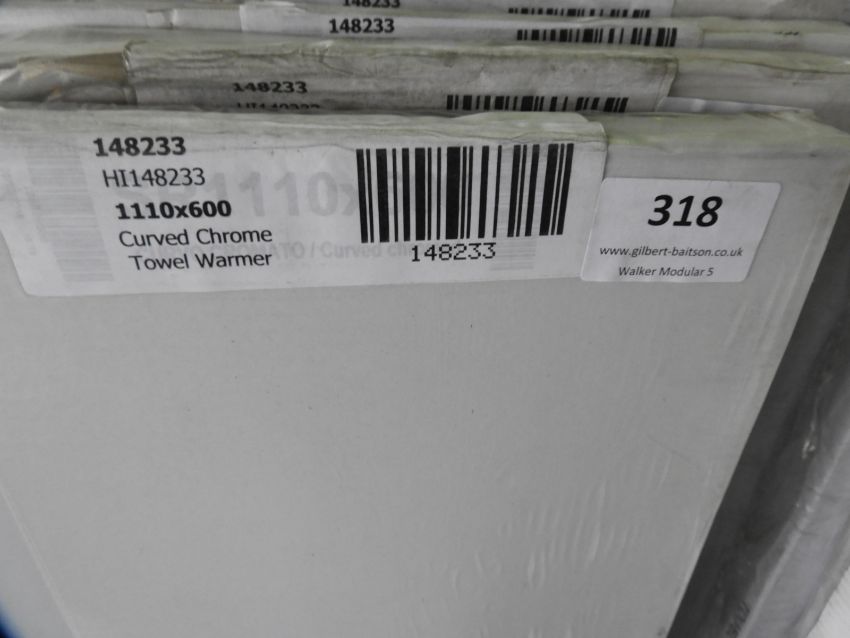 148233
148233
148233
148233
HI148233
1110x600
Curved Chrome
Towel Warmer
148233
318
www.gilbert-baitson.co.uk
Walker Modular 5